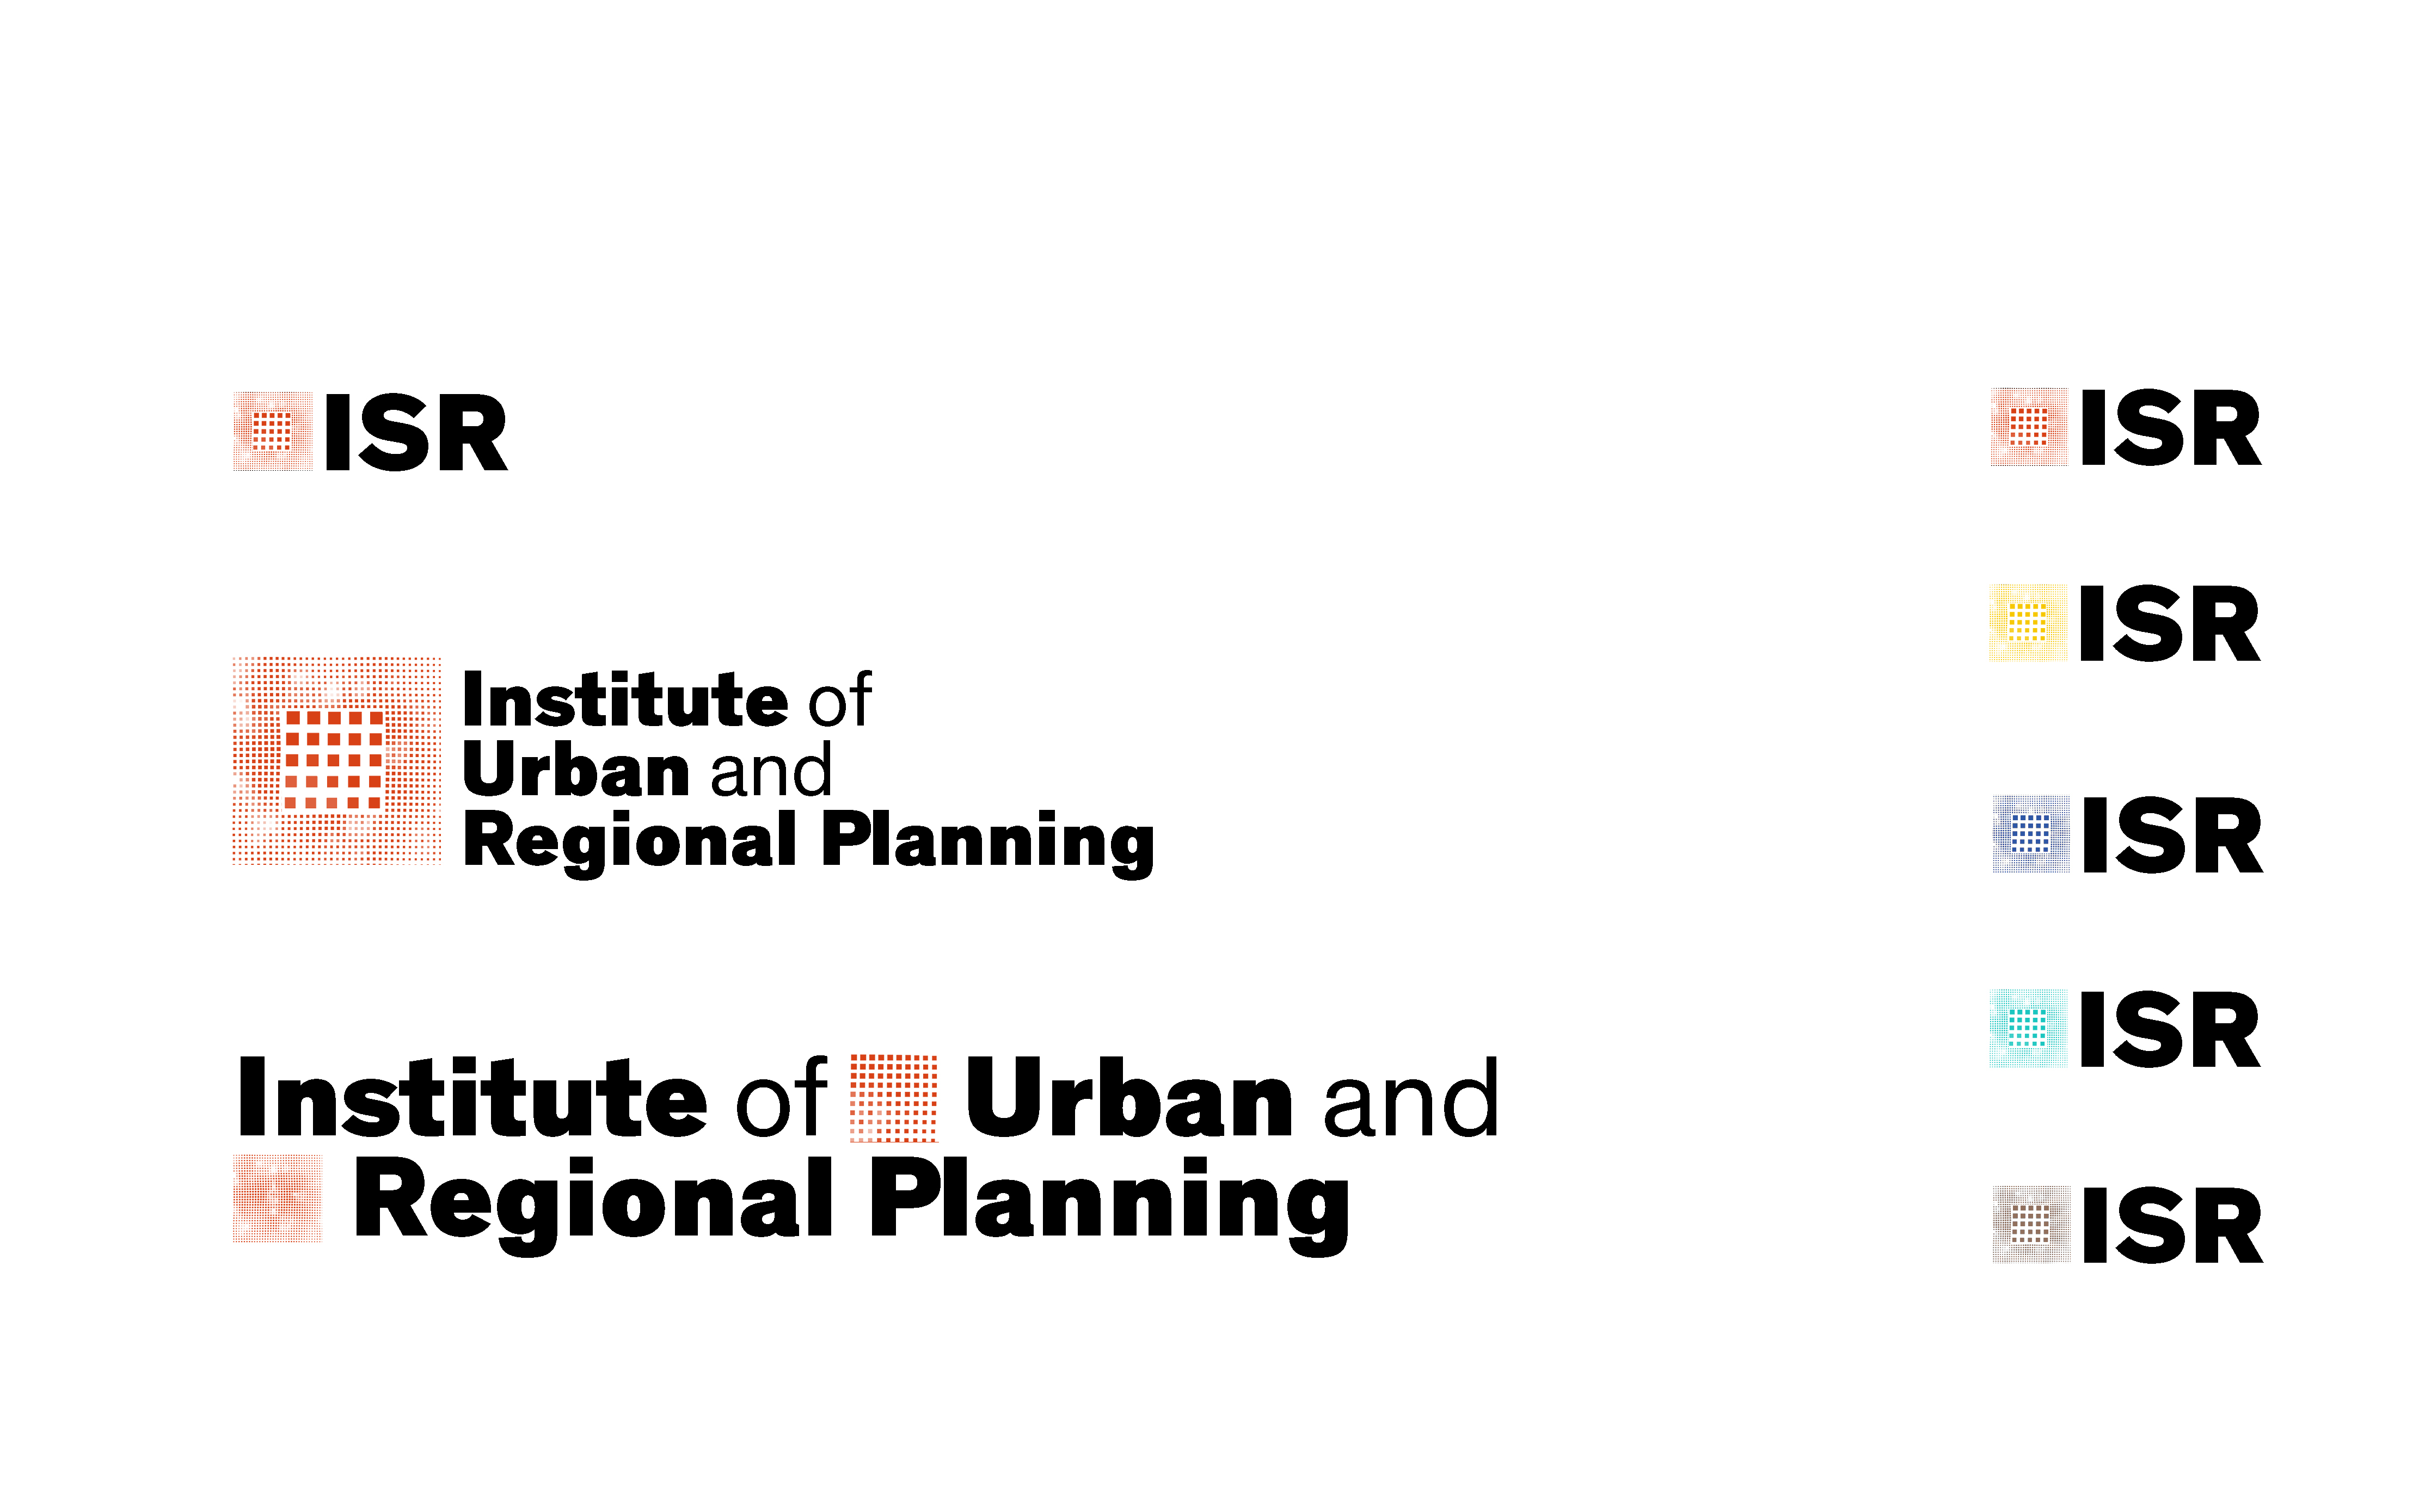 ISR
Institute of
Urban and
Regional Planning
Institute of Urban and
Regional Planning
ISR
ISR
ISR
ISR
ISR